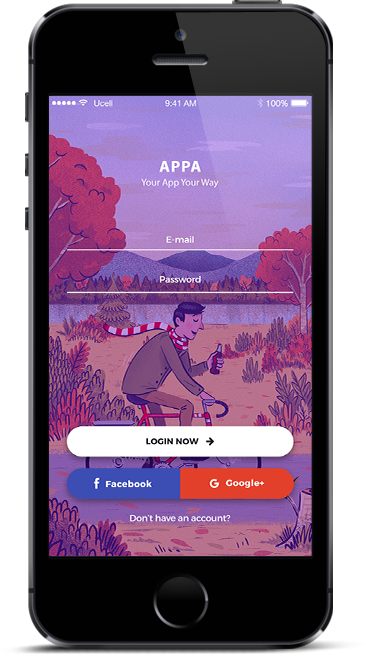 Ucell 9:41 AM 100%
APPA
Your App Your Way
E-mail
Password
LOGIN NOW
Facebook G Google+
Don't have an account?